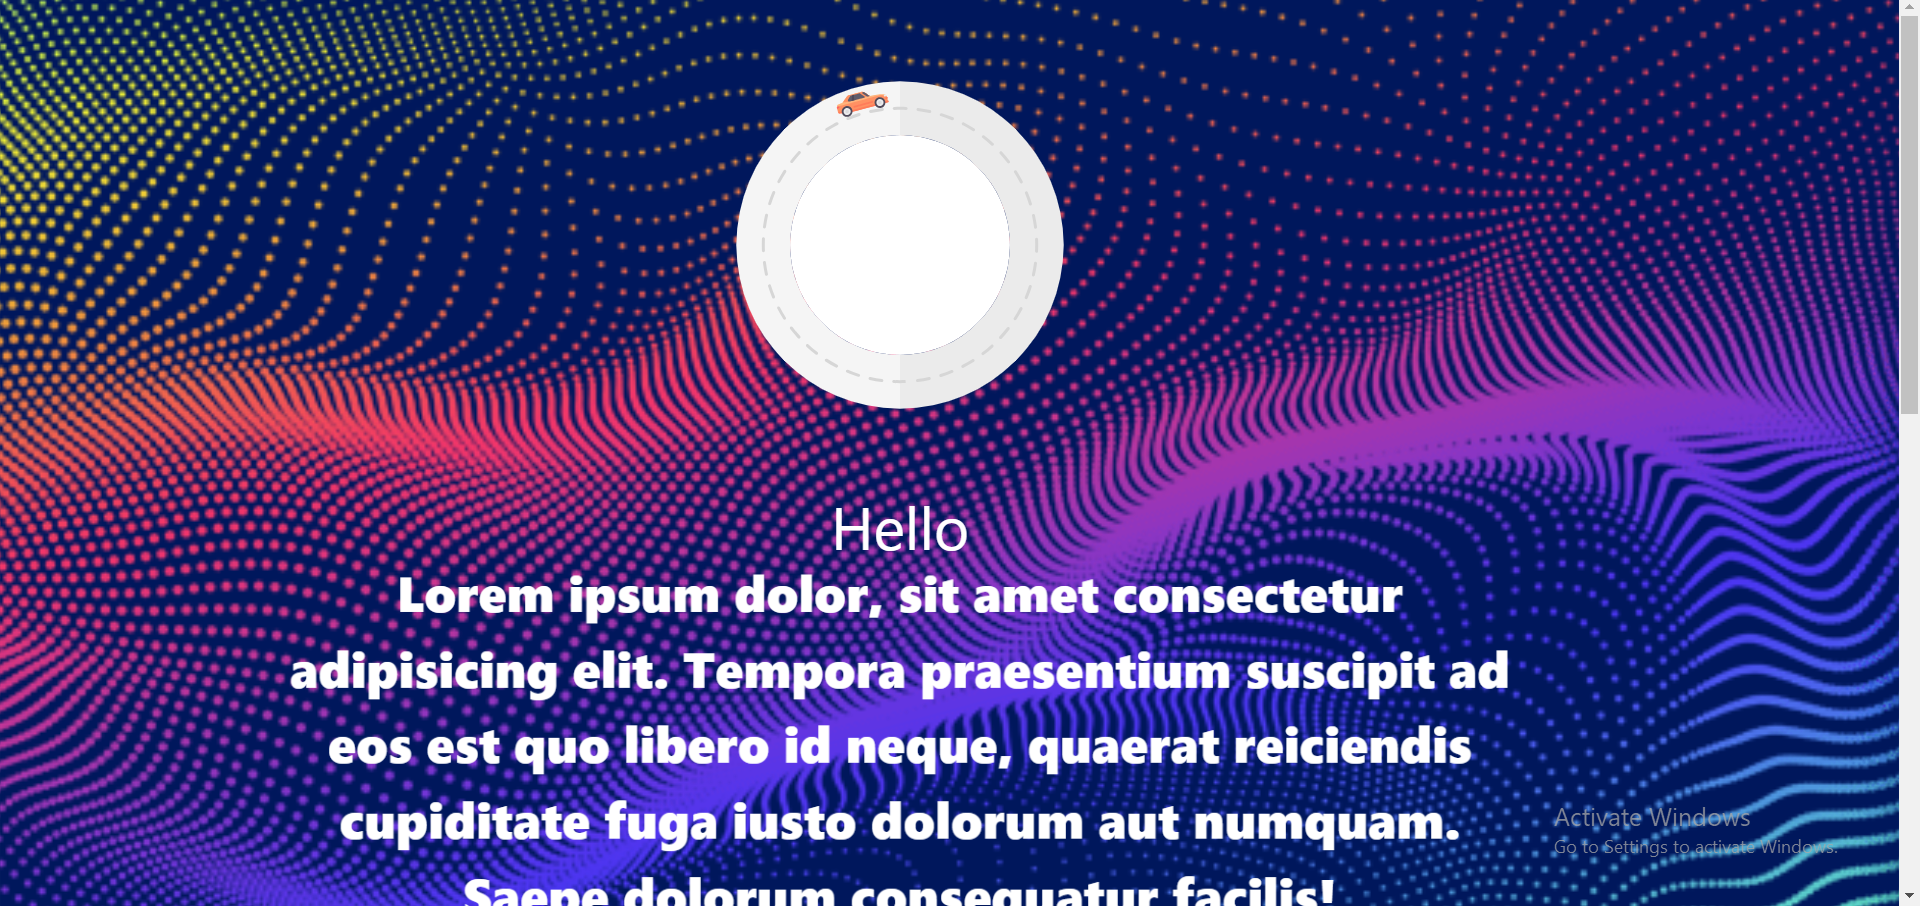 Hello
Lorem ipsum dolor, sit amet consectetur
adipisicing elit. Tempora praesentium suscipit ad
eos est quo libero id neque, quaerat reiciendis
cupiditate fuga iusto dolorum aut numquam.
Saepe dolorum consequatur facilis!
Activate Windows
Go to Settings to activate Windows.